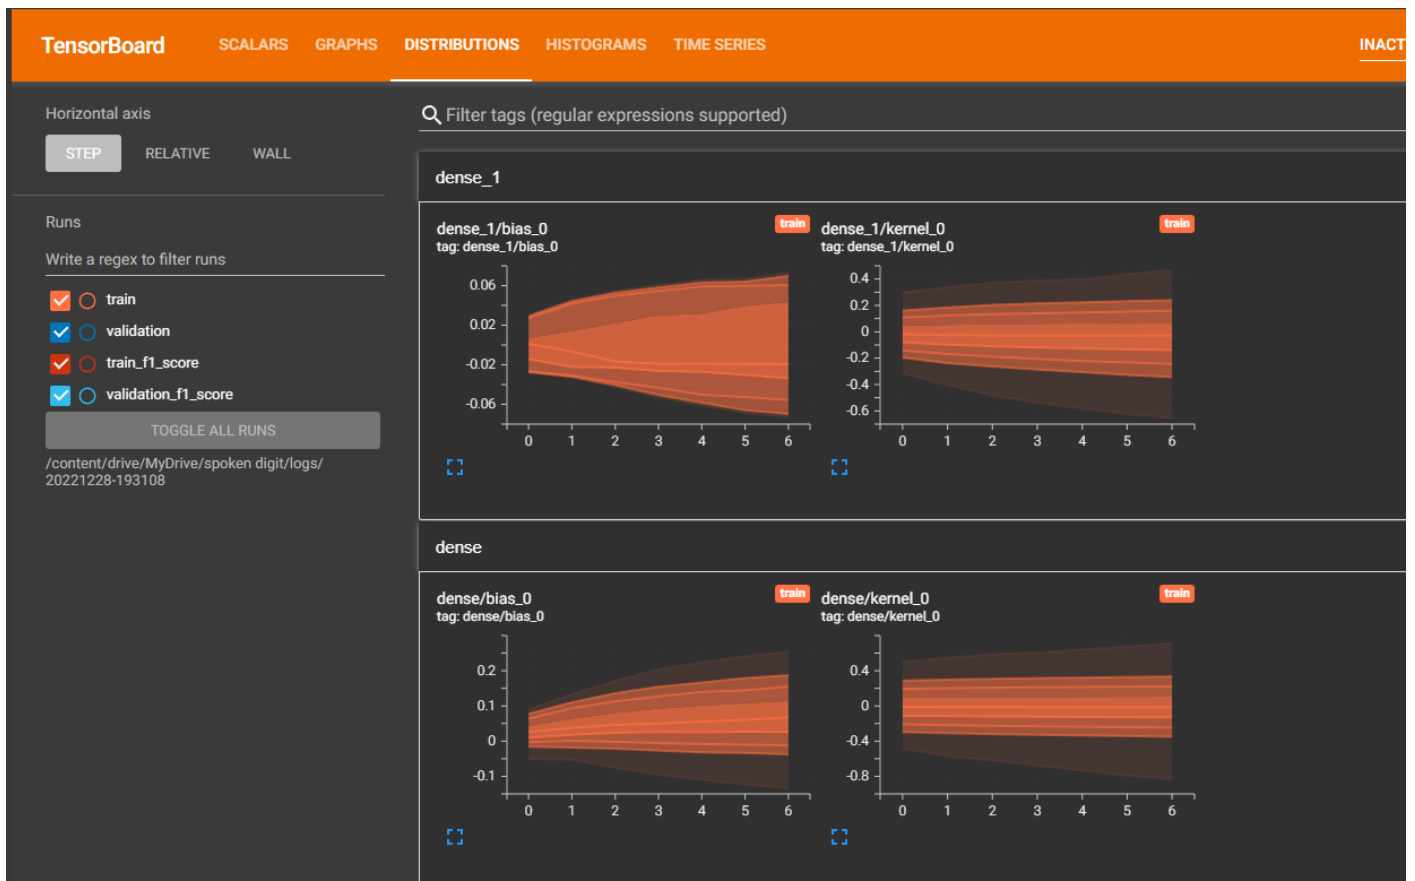 TensorBoard SCALARS GRAPHS DISTRIBUTIONS HISTOGRAMS TIME SERIES INACT
Horizontal axis
STEP RELATIVE WALL
Runs
Write a regex to filter runs
train
validation
train_f1_score
validation_f1_score
TOGGLE ALL RUNS
/content/drive/MyDrive/spoken digit/logs/
20221228-193108
Filter tags (regular expressions supported)
dense_1
dense_1/bias_0 train
tag: dense_1/bias_0
0.06
0.02
-0.02
-0.06
0 1 2 3 4 5 6
dense_1/kernel_0 train
tag: dense_1/kernel_0
0.4
0.2
0
-0.2
-0.4
-0.6
0 1 2 3 4 5 6
dense
dense/bias_0 train
tag: dense/bias_0
0.2
0.1
0
-0.1
0 1 2 3 4 5 6
dense/kernel_0 train
tag: dense/kernel_0
0.4
0
-0.4
-0.8
0 1 2 3 4 5 6